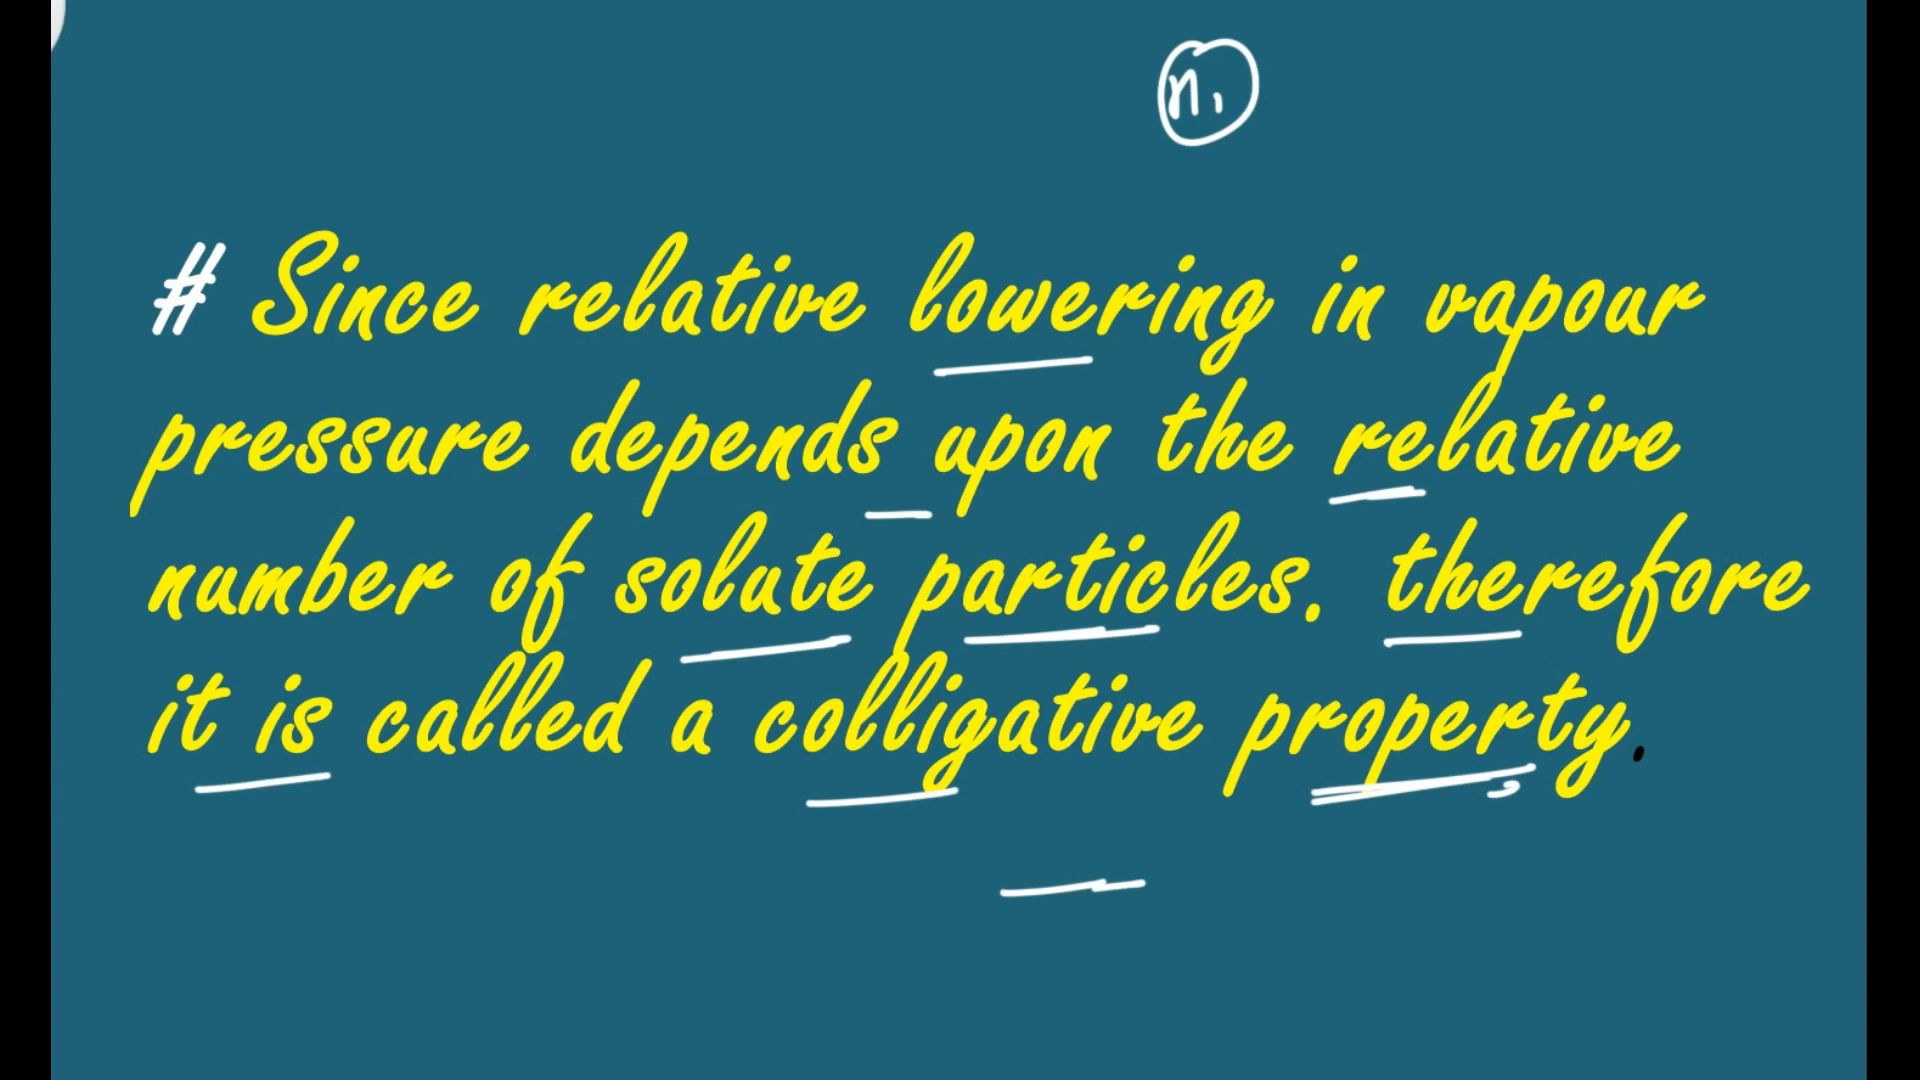 n1
# Since relative lowering in vapour
pressure depends upon the relative
number of solute particles. therefore
it is called a colligative property.